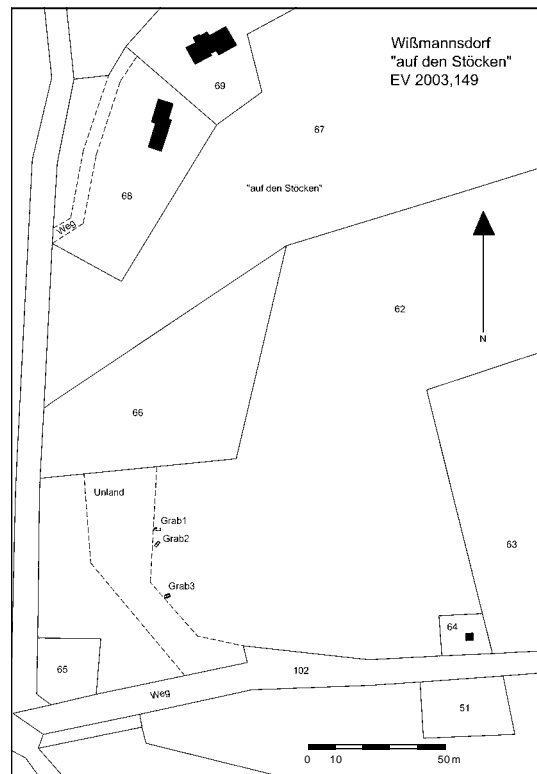 Wißmannsdorf
"auf den Stöcken"
EV 2003,149
69
67
68
"auf den Stöcken"
Weg
62
N
66
Unland
Grab1
Grab2
63
Grab3
64
65
102
Weg
51
0 10 50 m